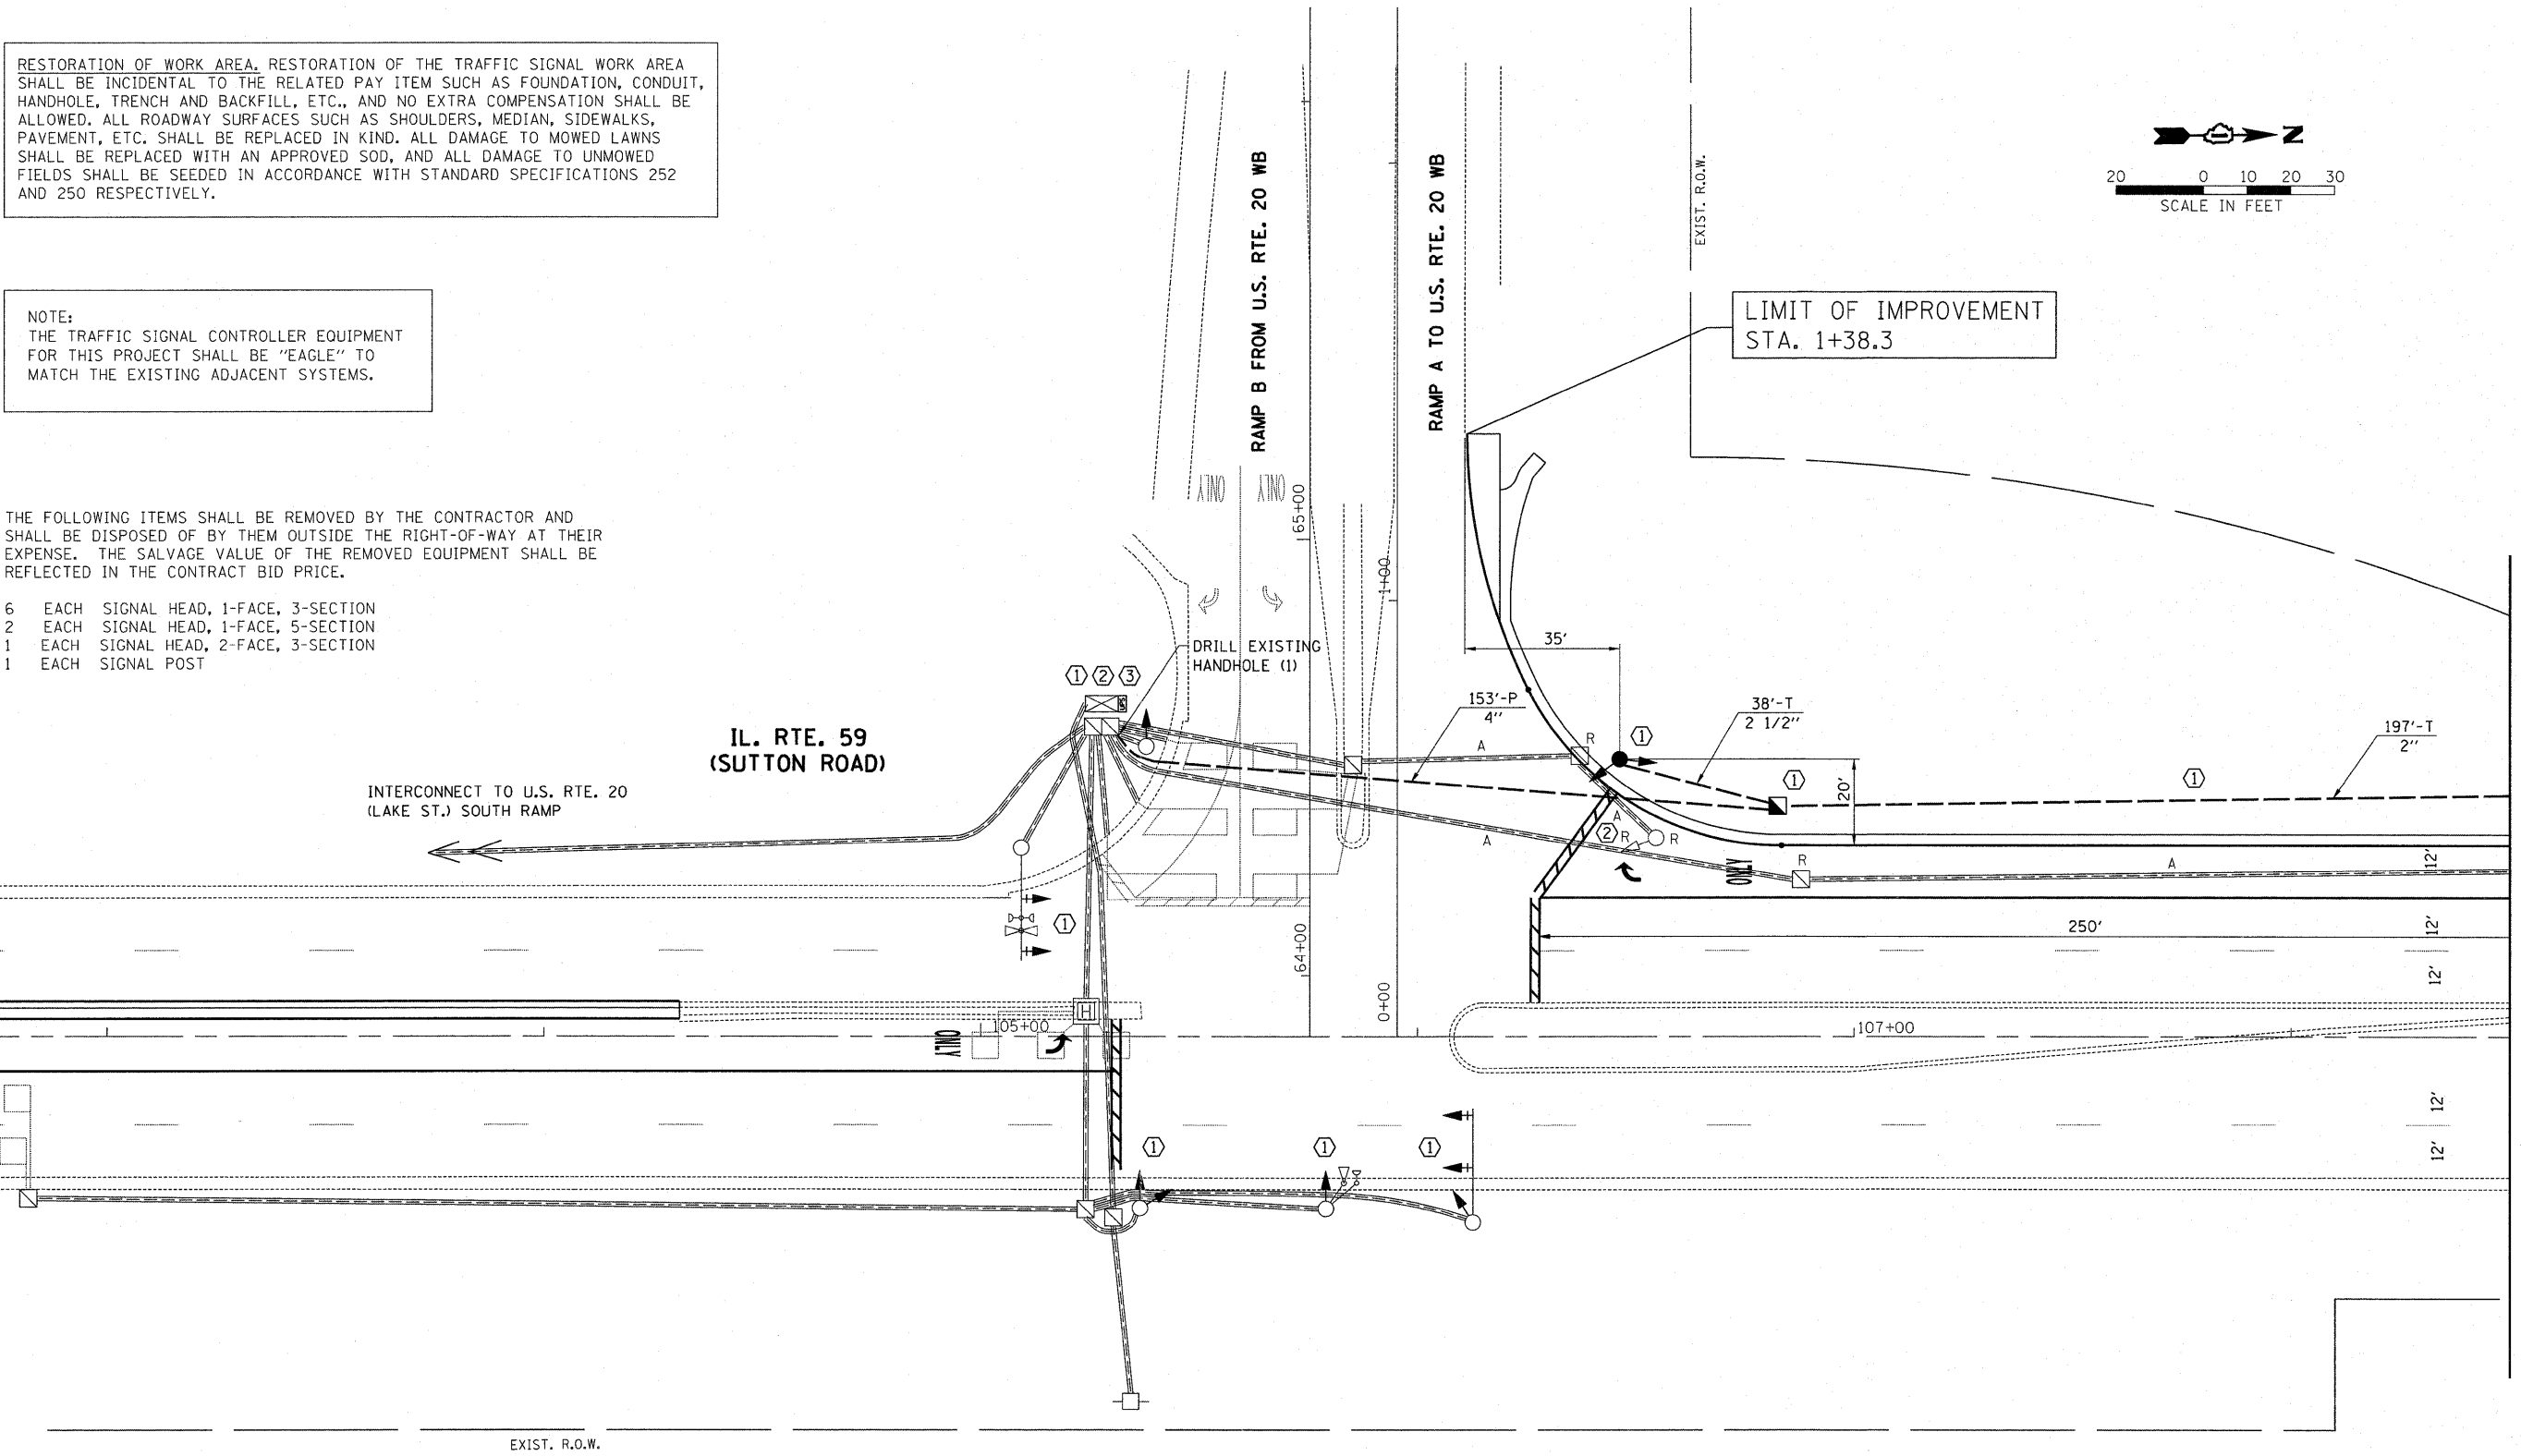 RESTORATION OF WORK AREA. RESTORATION OF THE TRAFFIC SIGNAL WORK AREA
SHALL BE INCIDENTAL TO THE RELATED PAY ITEM SUCH AS FOUNDATION, CONDUIT,
HANDHOLE, TRENCH AND BACKFILL, ETC., AND NO EXTRA COMPENSATION SHALL BE
ALLOWED. ALL ROADWAY SURFACES SUCH AS SHOULDERS, MEDIAN, SIDEWALKS,
PAVEMENT, ETC. SHALL BE REPLACED IN KIND. ALL DAMAGE TO MOWED LAWNS
SHALL BE REPLACED WITH AN APPROVED SOD, AND ALL DAMAGE TO UNMOWED
FIELDS SHALL BE SEEDED IN ACCORDANCE WITH STANDARD SPECIFICATIONS 252
AND 250 RESPECTIVELY.
NOTE:
THE TRAFFIC SIGNAL CONTROLLER EQUIPMENT
FOR THIS PROJECT SHALL BE "EAGLE" TO
MATCH THE EXISTING ADJACENT SYSTEMS.
THE FOLLOWING ITEMS SHALL BE REMOVED BY THE CONTRACTOR AND
SHALL BE DISPOSED OF BY THEM OUTSIDE THE RIGHT-OF-WAY AT THEIR
EXPENSE. THE SALVAGE VALUE OF THE REMOVED EQUIPMENT SHALL BE
REFLECTED IN THE CONTRACT BID PRICE.
6 EACH SIGNAL HEAD, 1-FACE, 3-SECTION
2 EACH SIGNAL HEAD, 1-FACE, 5-SECTION
1 EACH SIGNAL HEAD, 2-FACE, 3-SECTION
1 EACH SIGNAL POST
RAMP B FROM U.S. RTE. 20 WB
RAMP A TO U.S. RTE. 20 WB
EXIST. R.O.W.
N
20 0 10 20 30
SCALE IN FEET
LIMIT OF IMPROVEMENT
STA. 1+38.3
ONLY
ONLY
65+00
1+00
DRILL EXISTING
HANDHOLE (1)
1 2 3
UPS
35'
153'-P
4"
38'-T
2 1/2"
197'-T
2"
IL. RTE. 59
(SUTTON ROAD)
INTERCONNECT TO U.S. RTE. 20
(LAKE ST.) SOUTH RAMP
A
R
1
1
1
20'
A
A
2
R
R
ONLY
R
A
12'
1
64+00
250'
12'
12'
0+00
H
105+00
ONLY
107+00
12'
1
1
1
12'
EXIST. R.O.W.